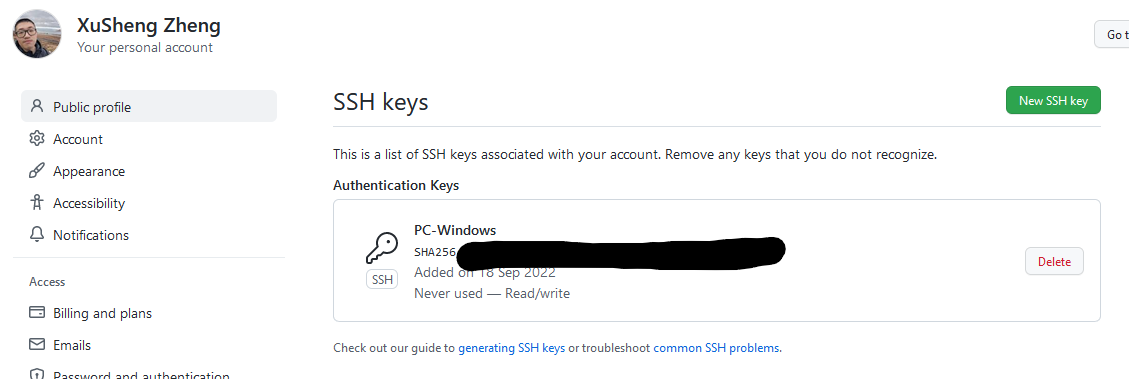 XuSheng Zheng
Your personal account
Go t
Public profile
Account
Appearance
Accessibility
Notifications
Access
Billing and plans
Emails
Password and authentication
SSH keys
New SSH key
This is a list of SSH keys associated with your account. Remove any keys that you do not recognize.
Authentication Keys
PC-Windows
SHA256
SSH
Added on 18 Sep 2022
Never used — Read/write
Delete
Check out our guide to generating SSH keys or troubleshoot common SSH problems.